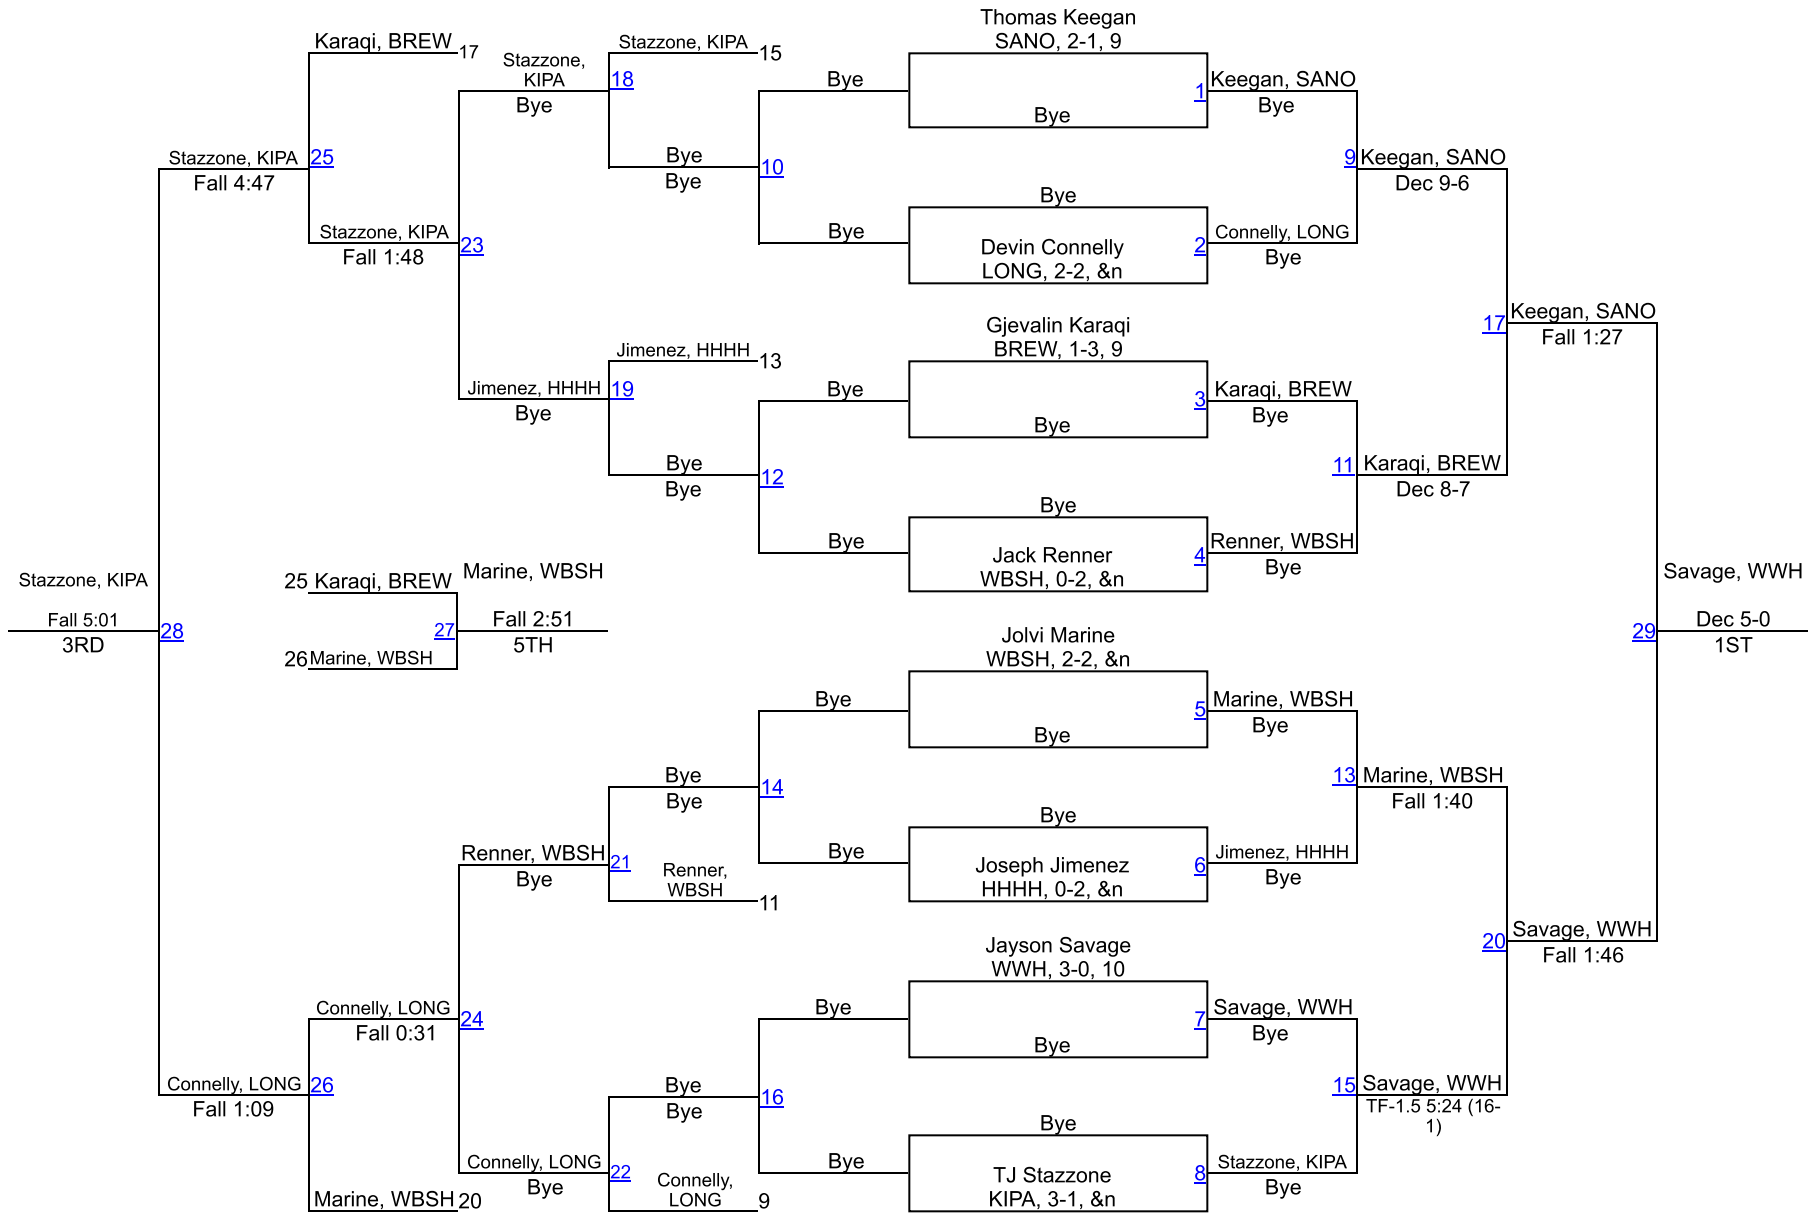 Thomas Keegan
SANO, 2-1, 9
Karaqi, BREW
17
Stazzone,
KIPA
Bye
Stazzone, KIPA
15
18
Bye
Bye
1
Keegan, SANO
Bye
Stazzone, KIPA
Fall 4:47
25
Bye
Bye
10
9
Keegan, SANO
Dec 9-6
Stazzone, KIPA
Fall 1:48
23
Bye
Bye
Devin Connelly
LONG, 2-2, &n
2
Connelly, LONG
Bye
Gjevalin Karaqi
BREW, 1-3, 9
17
Keegan, SANO
Fall 1:27
Jimenez, HHHH
13
Jimenez, HHHH
Bye
19
Bye
Bye
3
Karaqi, BREW
Bye
Bye
Bye
12
11
Karaqi, BREW
Dec 8-7
Bye
Bye
Jack Renner
WBSH, 0-2, &n
4
Renner, WBSH
Bye
Stazzone, KIPA
Fall 5:01
3RD
28
25
Karaqi, BREW
26
Marine, WBSH
27
Marine, WBSH
Fall 2:51
5TH
Savage, WWH
Dec 5-0
1ST
29
Jolvi Marine
WBSH, 2-2, &n
Bye
Bye
5
Marine, WBSH
Bye
Bye
Bye
14
13
Marine, WBSH
Fall 1:40
Renner, WBSH
Bye
21
Renner,
WBSH
11
Bye
Bye
Joseph Jimenez
HHHH, 0-2, &n
6
Jimenez, HHHH
Bye
20
Savage, WWH
Fall 1:46
Jayson Savage
WWH, 3-0, 10
Connelly, LONG
Fall 0:31
24
Bye
Bye
7
Savage, WWH
Bye
Connelly, LONG
Fall 1:09
26
Bye
Bye
16
15
Savage, WWH
TF-1.5 5:24 (16-
1)
Connelly, LONG
Bye
22
Connelly,
LONG
9
Bye
Bye
TJ Stazzone
KIPA, 3-1, &n
8
Stazzone, KIPA
Bye
Marine, WBSH
20